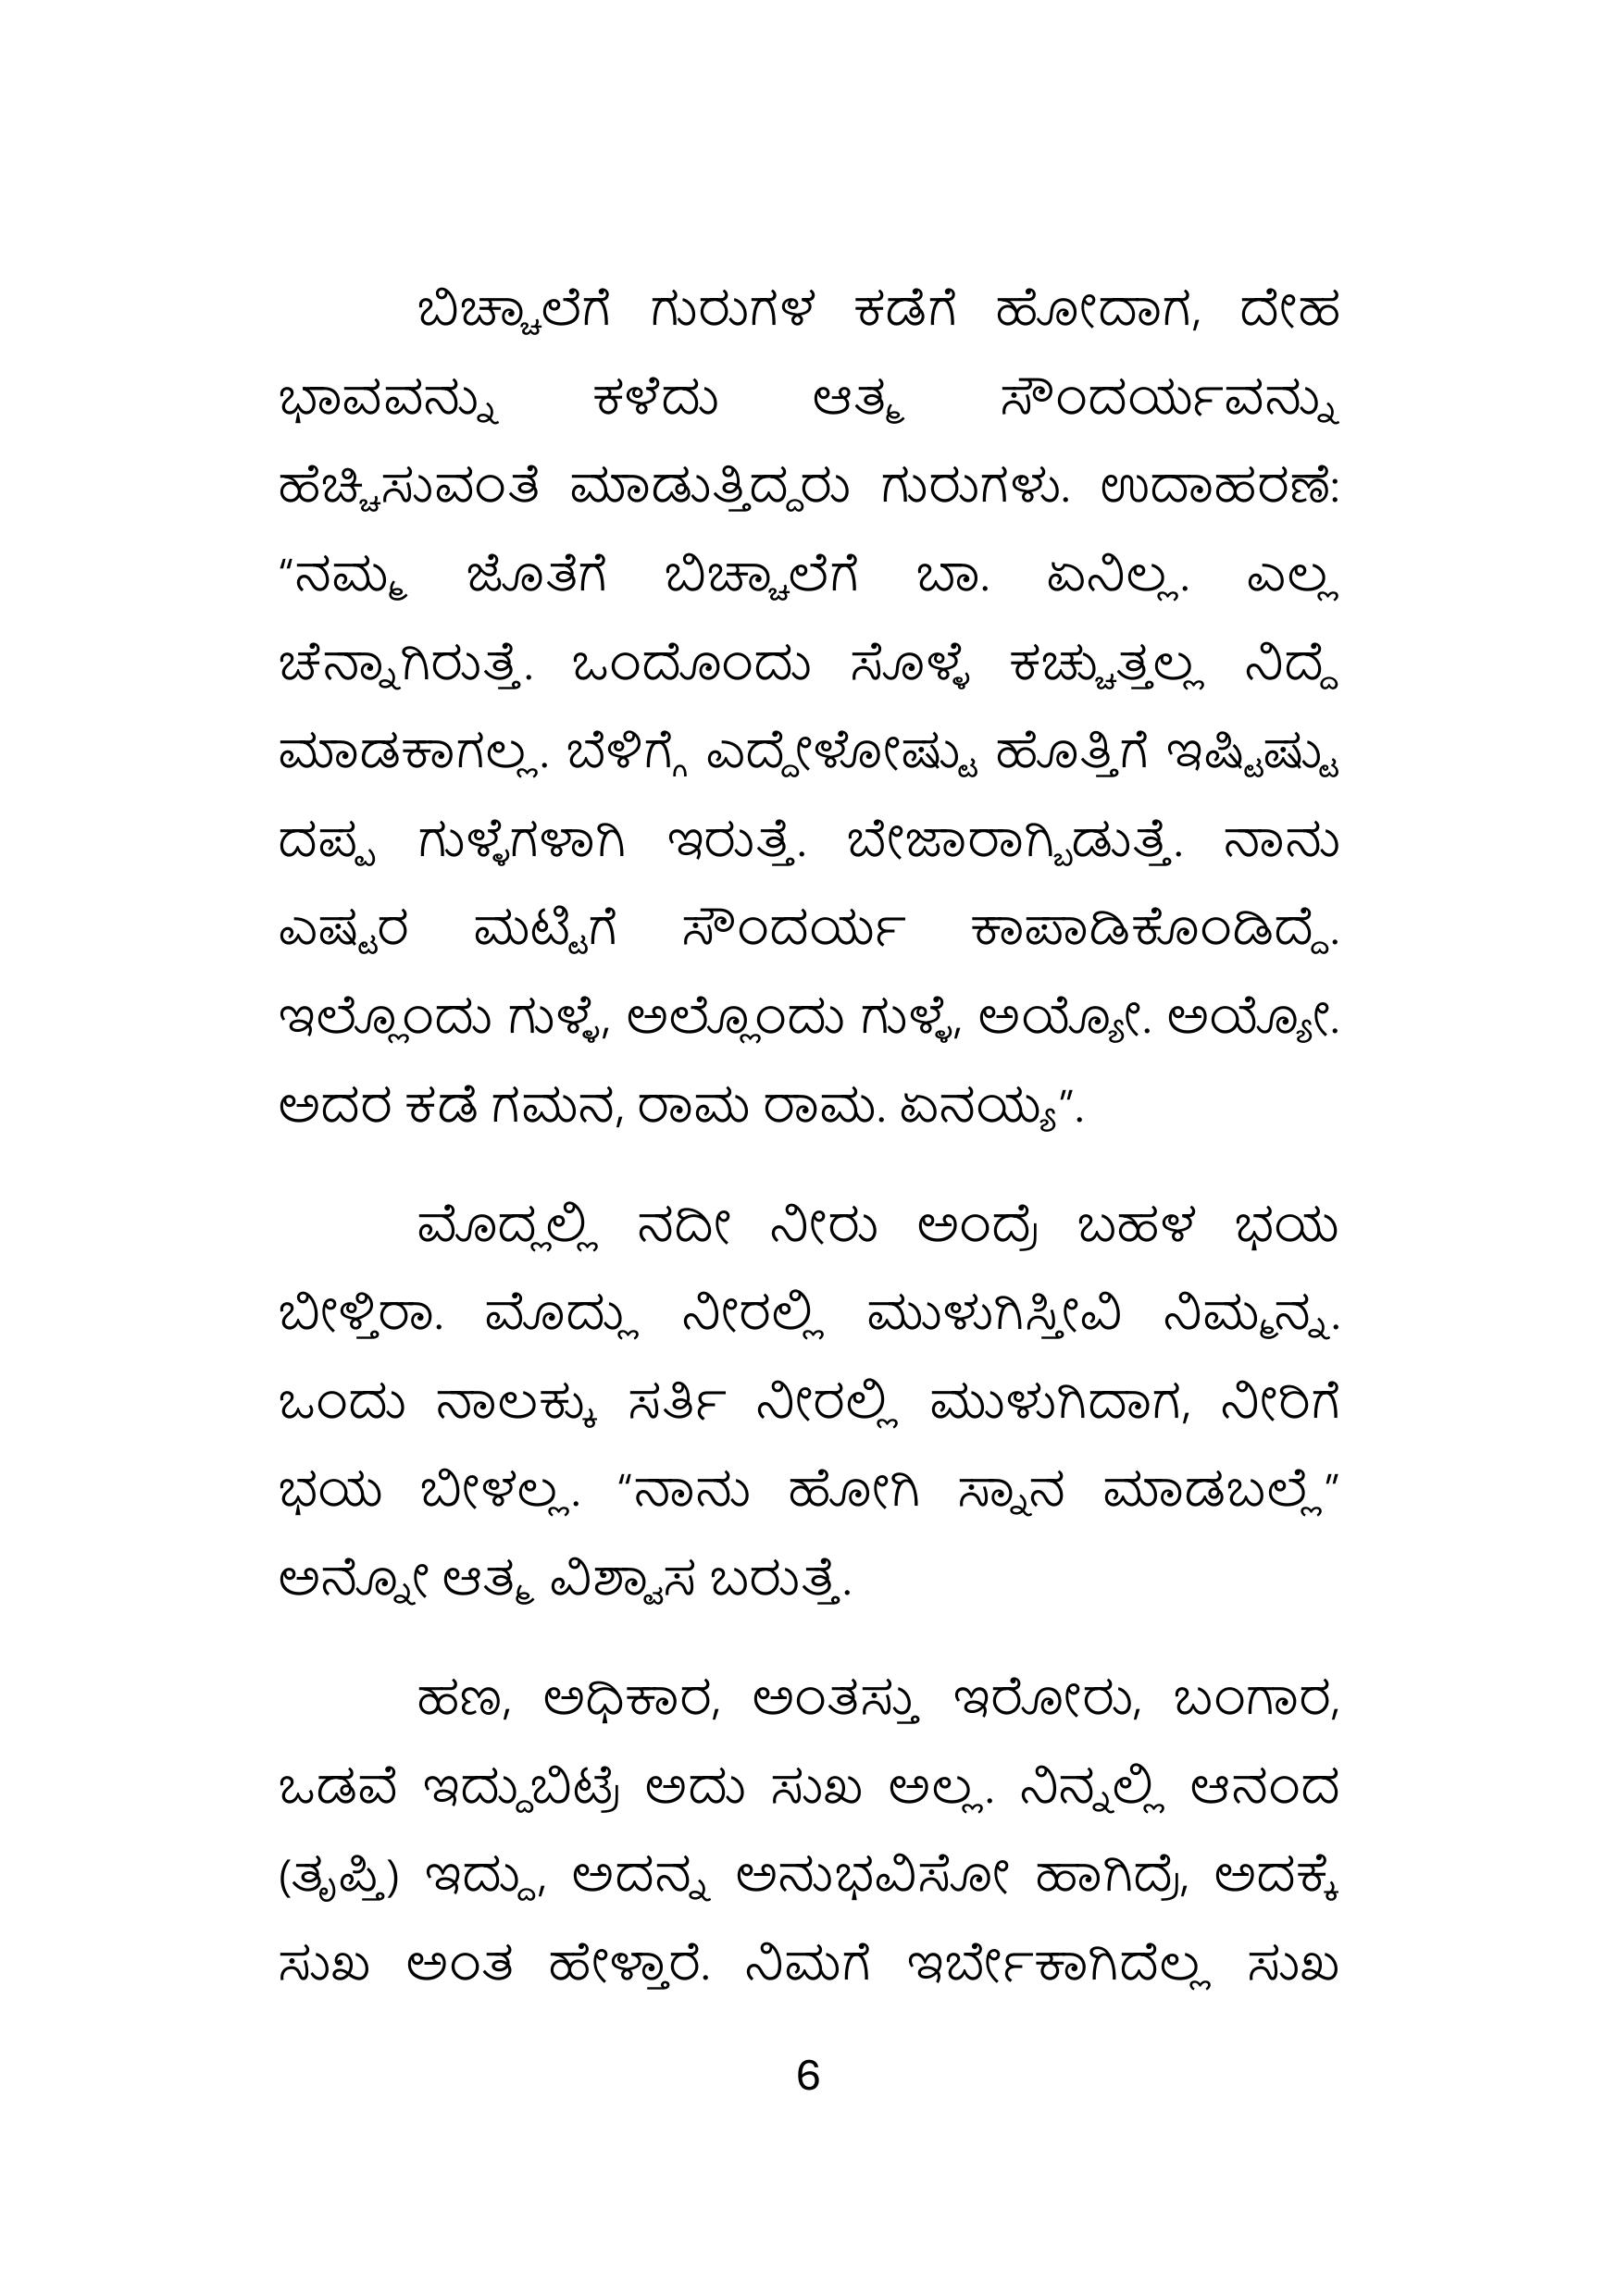 ಬಿಚ್ಚಾಲೆಗೆ ಗುರುಗಳ ಕಡೆಗೆ ಹೋದಾಗ, ದೇಹ
ಭಾವವನ್ನು ಕಳೆದು ಆತ್ಮ ಸೌಂದರ್ಯವನ್ನು
ಹೆಚ್ಚಿಸುವಂತೆ ಮಾಡುತ್ತಿದ್ದರು ಗುರುಗಳು. ಉದಾಹರಣೆ:
“ನಮ್ಮ ಜೊತೆಗೆ ಬಿಚ್ಚಾಲೆಗೆ ಬಾ. ಏನಿಲ್ಲ. ಎಲ್ಲ
ಚೆನ್ನಾಗಿರುತ್ತೆ. ಒಂದೊಂದು ಸೊಳ್ಳೆ ಕಚ್ಚುತ್ತಲ್ಲ ನಿದ್ದೆ
ಮಾಡಕಾಗಲ್ಲ. ಬೆಳಿಗ್ಗೆ ಎದ್ದೇಳೋಷ್ಟು ಹೊತ್ತಿಗೆ ಇಷ್ಟಿಷ್ಟು
ದಪ್ಪ ಗುಳ್ಳೆಗಳಾಗಿ ಇರುತ್ತೆ. ಬೇಜಾರಾಗ್ಬಿಡುತ್ತೆ. ನಾನು
ಎಷ್ಟರ ಮಟ್ಟಿಗೆ ಸೌಂದರ್ಯ ಕಾಪಾಡಿಕೊಂಡಿದ್ದೆ.
ಇಲ್ಲೊಂದು ಗುಳ್ಳೆ, ಅಲ್ಲೊಂದು ಗುಳ್ಳೆ, ಅಯ್ಯೋ. ಅಯ್ಯೋ.
ಅದರ ಕಡೆ ಗಮನ, ರಾಮ ರಾಮ. ಏನಯ್ಯ”.
ಮೊದ್ಲಲ್ಲಿ ನದೀ ನೀರು ಅಂದ್ರೆ ಬಹಳ ಭಯ
ಬೀಳ್ತಿರಾ. ಮೊದ್ಲು ನೀರಲ್ಲಿ ಮುಳುಗಿಸ್ತೀವಿ ನಿಮ್ಮನ್ನ.
ಒಂದು ನಾಲಕ್ಕು ಸರ್ತಿ ನೀರಲ್ಲಿ ಮುಳುಗಿದಾಗ, ನೀರಿಗೆ
ಭಯ ಬೀಳಲ್ಲ. “ನಾನು ಹೋಗಿ ಸ್ನಾನ ಮಾಡಬಲ್ಲೆ”
ಅನ್ನೋ ಆತ್ಮ ವಿಶ್ವಾಸ ಬರುತ್ತೆ.
ಹಣ, ಅಧಿಕಾರ, ಅಂತಸ್ತು ಇರೋರು, ಬಂಗಾರ,
ಒಡವೆ ಇದ್ದುಬಿಟ್ರೆ ಅದು ಸುಖ ಅಲ್ಲ. ನಿನ್ನಲ್ಲಿ ಆನಂದ
(ತೃಪ್ತಿ) ಇದ್ದು, ಅದನ್ನ ಅನುಭವಿಸೋ ಹಾಗಿದ್ರೆ, ಅದಕ್ಕೆ
ಸುಖ ಅಂತ ಹೇಳ್ತಾರೆ. ನಿಮಗೆ ಇರ್ಬೇಕಾಗಿದೆಲ್ಲ ಸುಖ
6